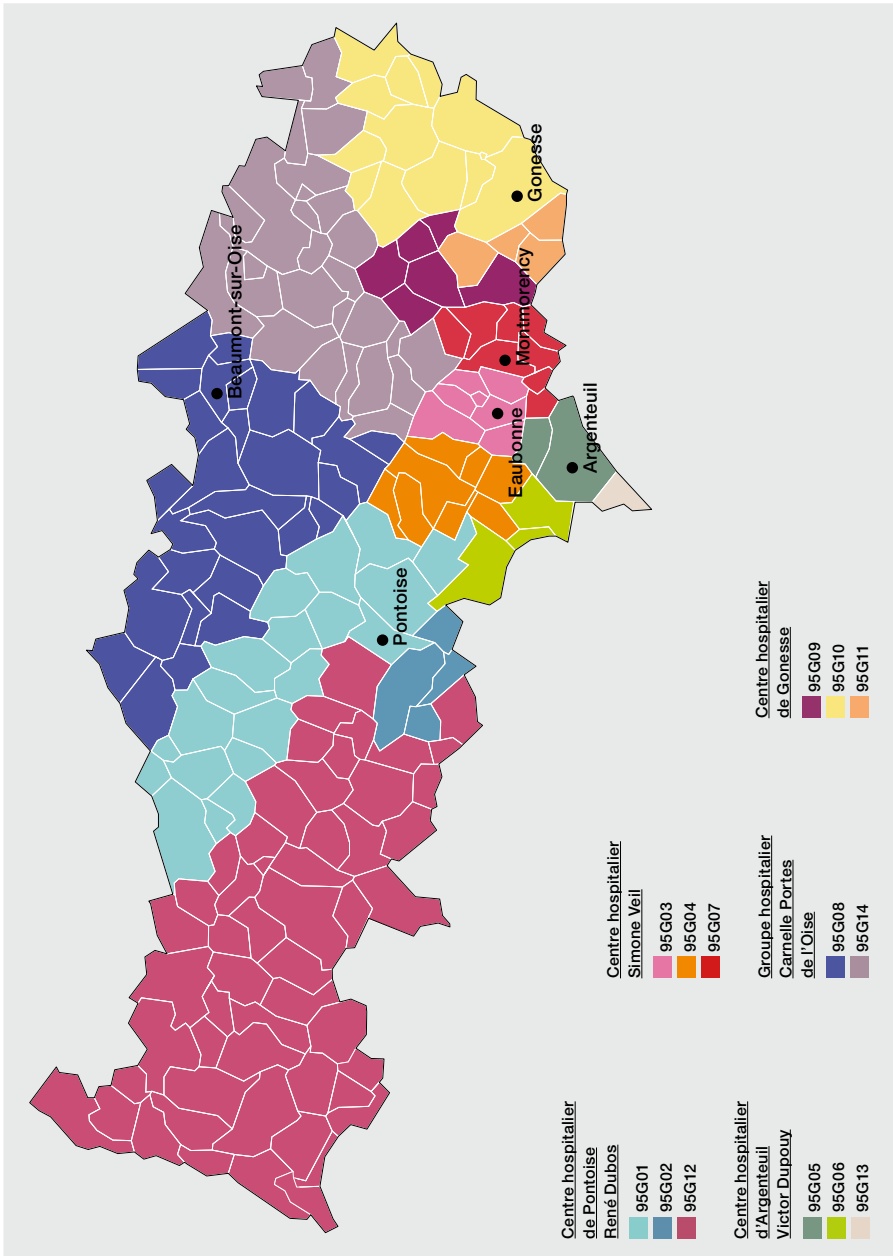 Beaumont-sur-Oise
Gonesse
Montmorency
Eaubonne
Argenteuil
Pontoise
Centre hospitalier
de Pontoise
René Dubos
95G01
95G02
95G12
Centre hospitalier
Simone Veil
95G03
95G04
95G07
Centre hospitalier
de Gonesse
95G09
95G10
95G11
Centre hospitalier
d'Argenteuil
Victor Dupouy
95G05
95G06
95G13
Groupe hospitalier
Carnelle Portes
de l'Oise
95G08
95G14